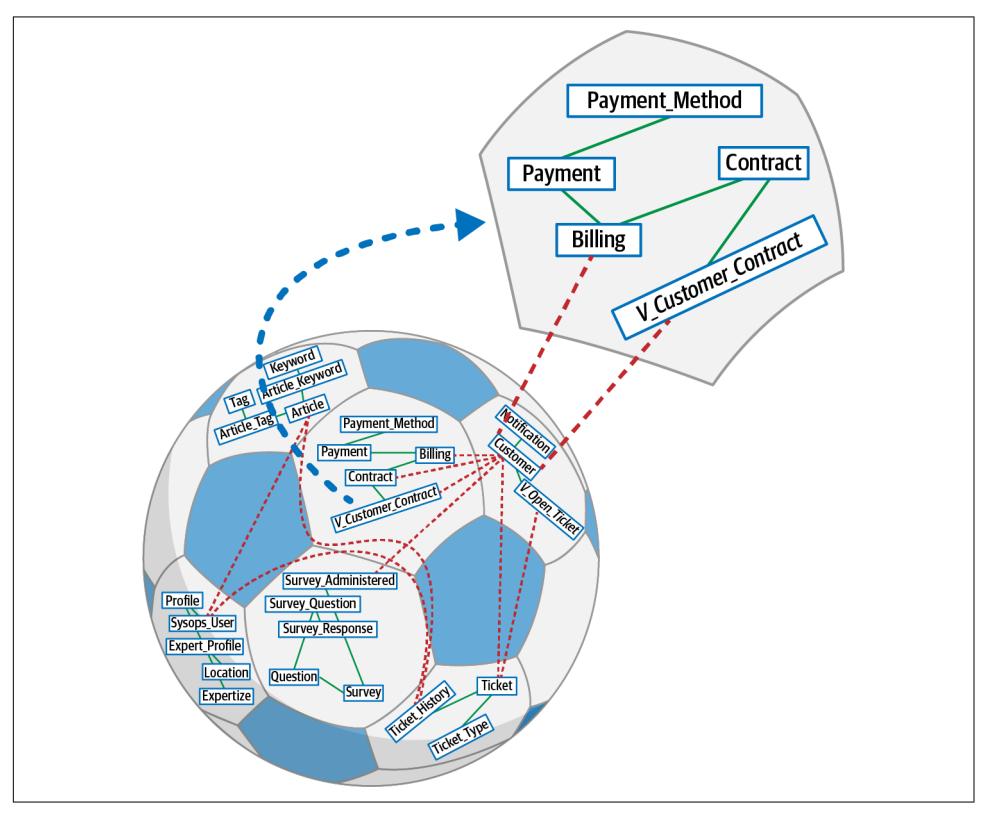 Payment_Method
Contract
Payment
Billing
V_Customer_Contract
Keyword
Article_Keyword
Tag
Article
Article_Tag
Payment_Method
Payment
Billing
Contract
V_Customer_Contract
Notification
Customer
V_Open_Ticket
Survey_Administered
Survey_Question
Survey_Response
Question
Survey
Profile
Sysops_User
Expert_Profile
Location
Expertize
Ticket
Ticket_History
Ticket_Type